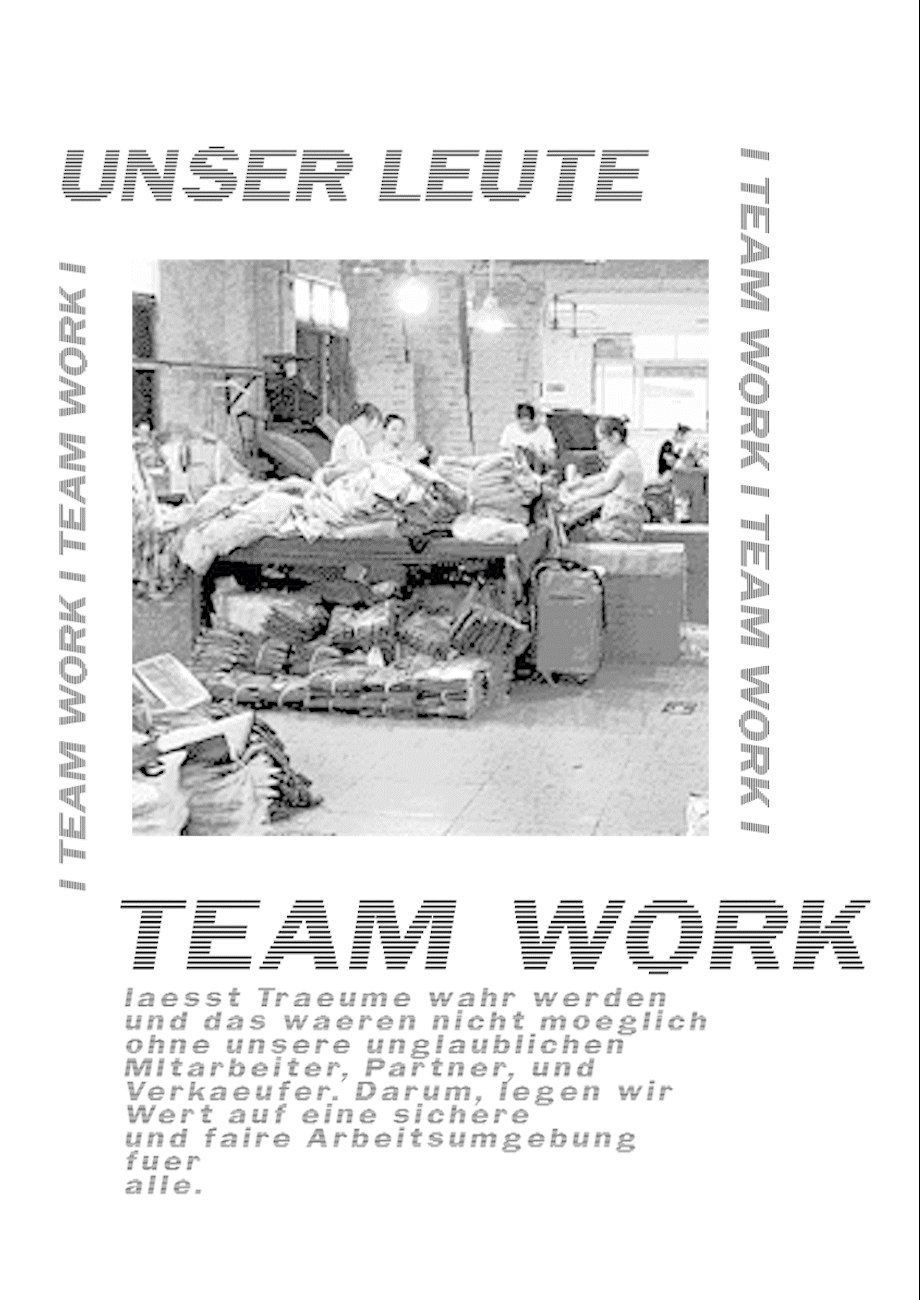 UNSER LEUTE
I TEAM WORK I TEAM WORK I
I TEAM WORK I TEAM WORK I
TEAM WORK
laesst Traeume wahr werden
und das waeren nicht moeglich
ohne unsere unglaublichen
MItarbeiter, Partner, und
Verkaeufer. Darum, legen wir
Wert auf eine sichere
und faire Arbeitsumgebung
fuer
alle.